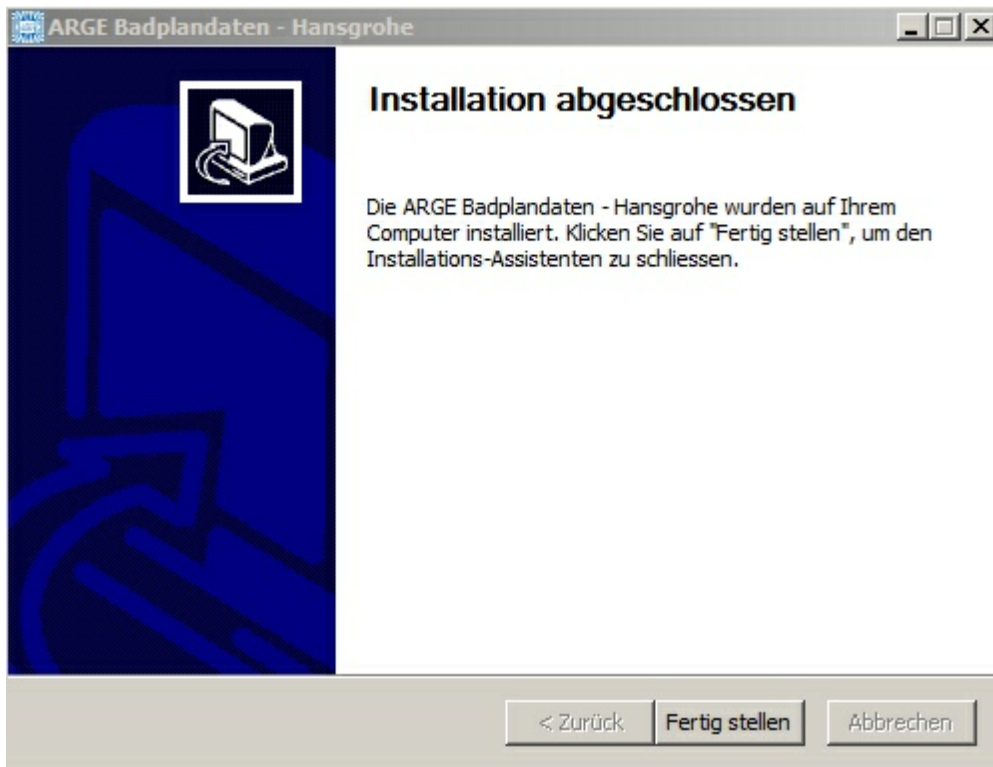 ARGE Badplandaten - Hansgrohe
Installation abgeschlossen
Die ARGE Badplandaten - Hansgrohe wurden auf Ihrem
Computer installiert. Klicken Sie auf "Fertig stellen", um den
Installations-Assistenten zu schliessen.
< Zurück Fertig stellen Abbrechen